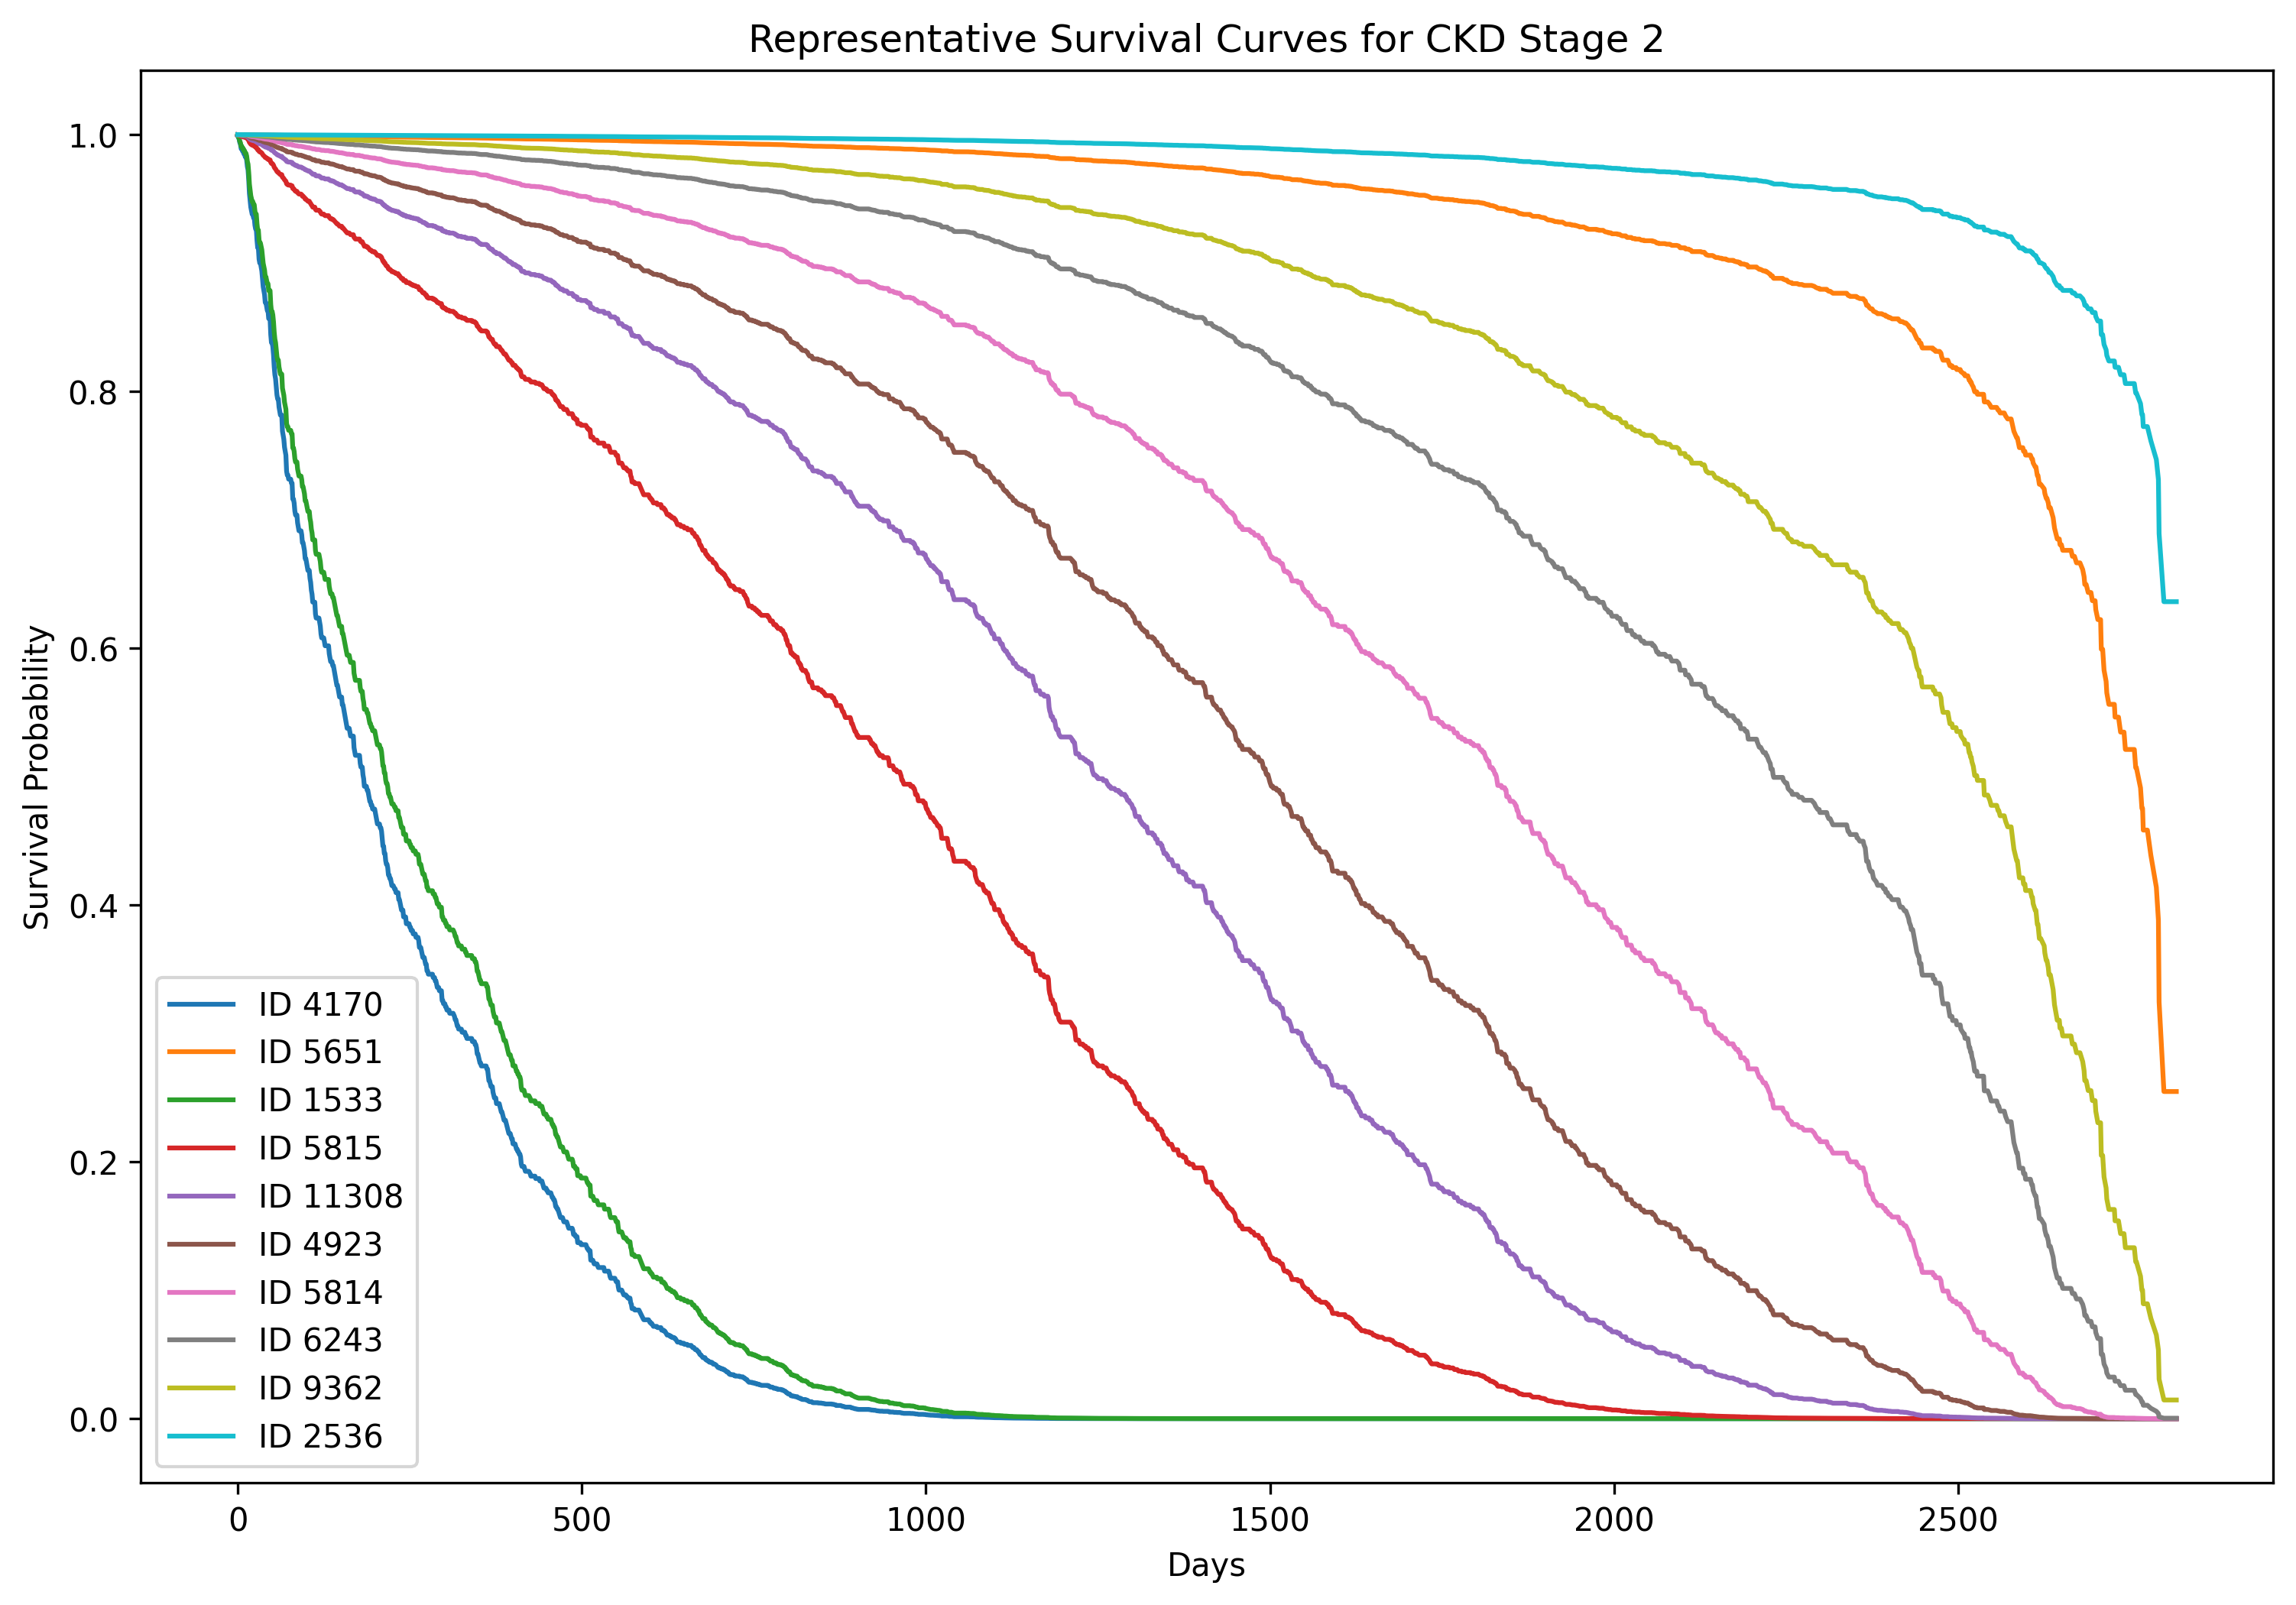 Representative Survival Curves for CKD Stage 2
Survival Probability
1.0
0.8
0.6
0.4
0.2
0.0
ID 4170
ID 5651
ID 1533
ID 5815
ID 11308
ID 4923
ID 5814
ID 6243
ID 9362
ID 2536
0 500 1000 1500 2000 2500
Days